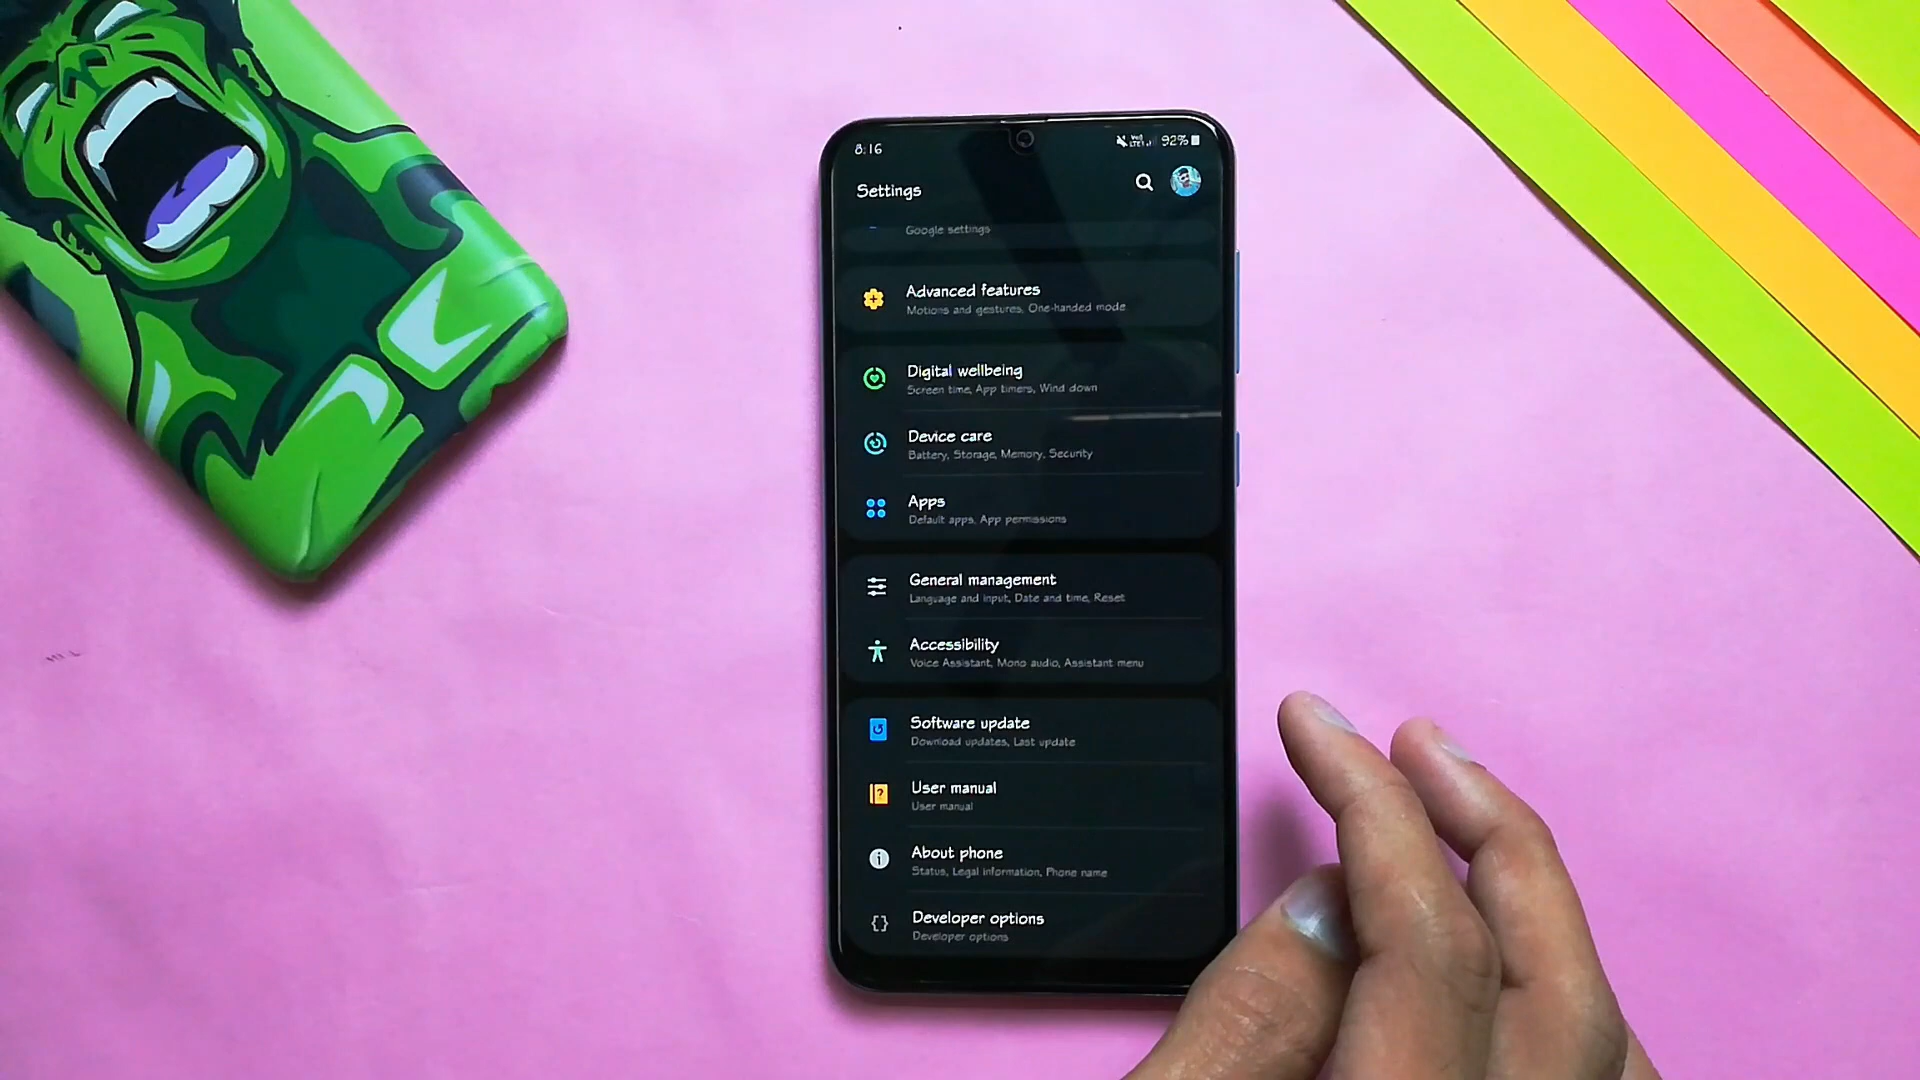 8:16
92%
Settings
Google settings
Advanced features
Motions and gestures, One-handed mode
Digital wellbeing
Screen time, App timers, Wind down
Device care
Battery, Storage, Memory, Security
Apps
Default apps, App permissions
General management
Language and input, Date and time, Reset
Accessibility
Voice Assistant, Mono audio, Assistant menu
Software update
Download updates, Last update
User manual
User manual
About phone
Status, Legal information, Phone name
Developer options
Developer options